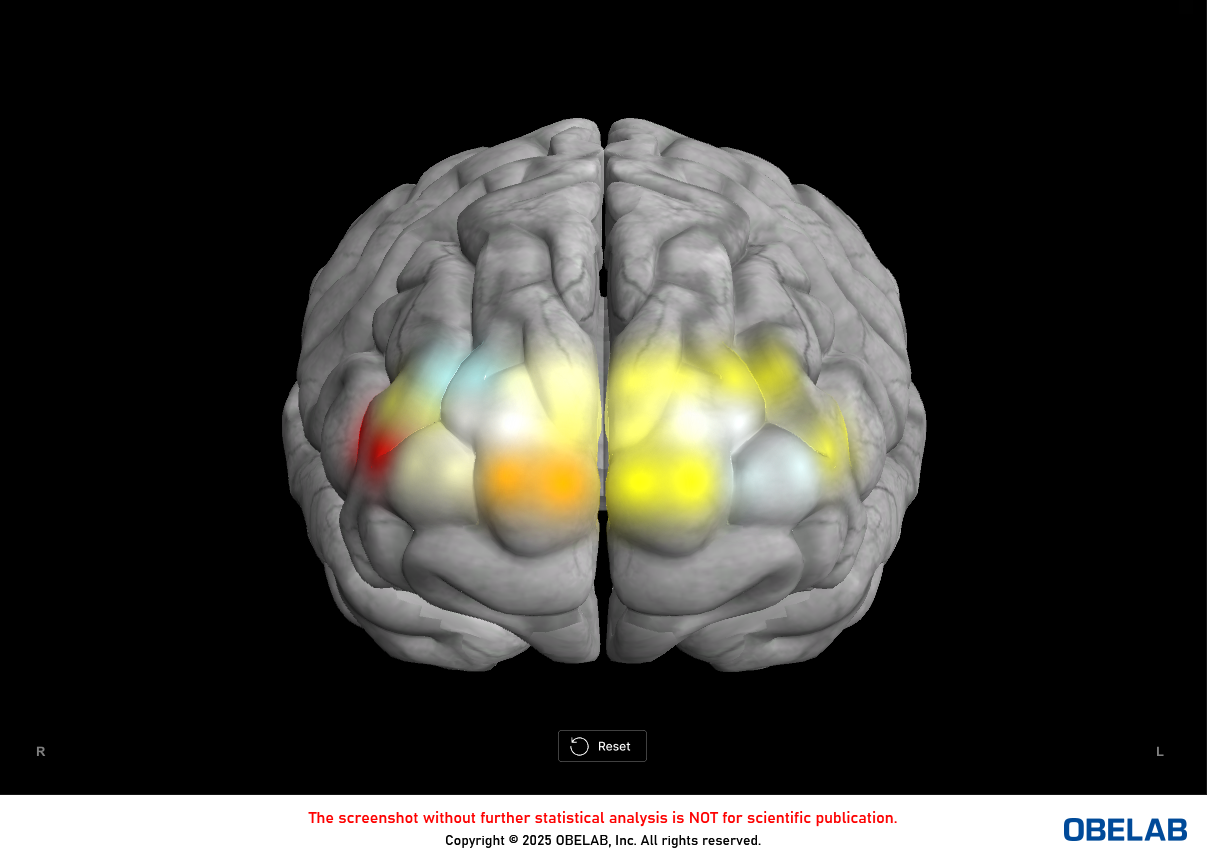 R
Reset
L
The screenshot without further statistical analysis is NOT for scientific publication.
Copyright © 2025 OBELAB, Inc. All rights reserved.
OBELAB